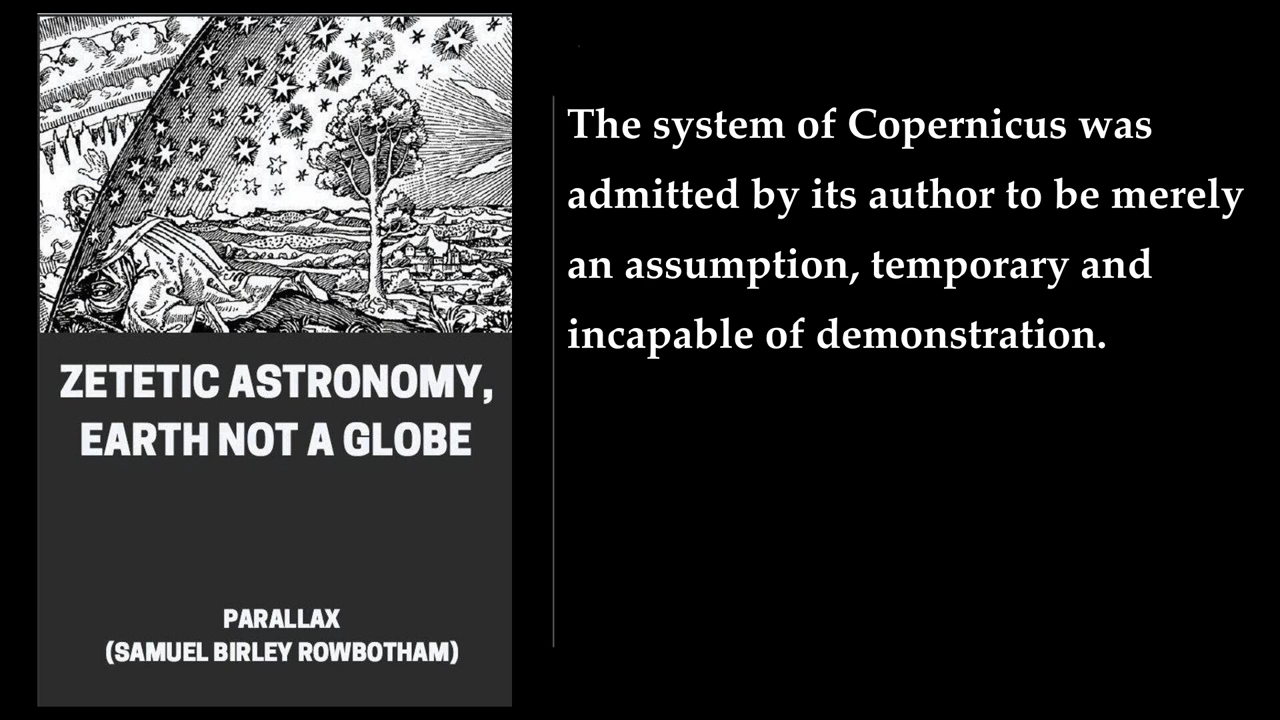 ZETETIC ASTRONOMY,
EARTH NOT A GLOBE
PARALLAX
(SAMUEL BIRLEY ROWBOTHAM)
The system of Copernicus was
admitted by its author to be merely
an assumption, temporary and
incapable of demonstration.